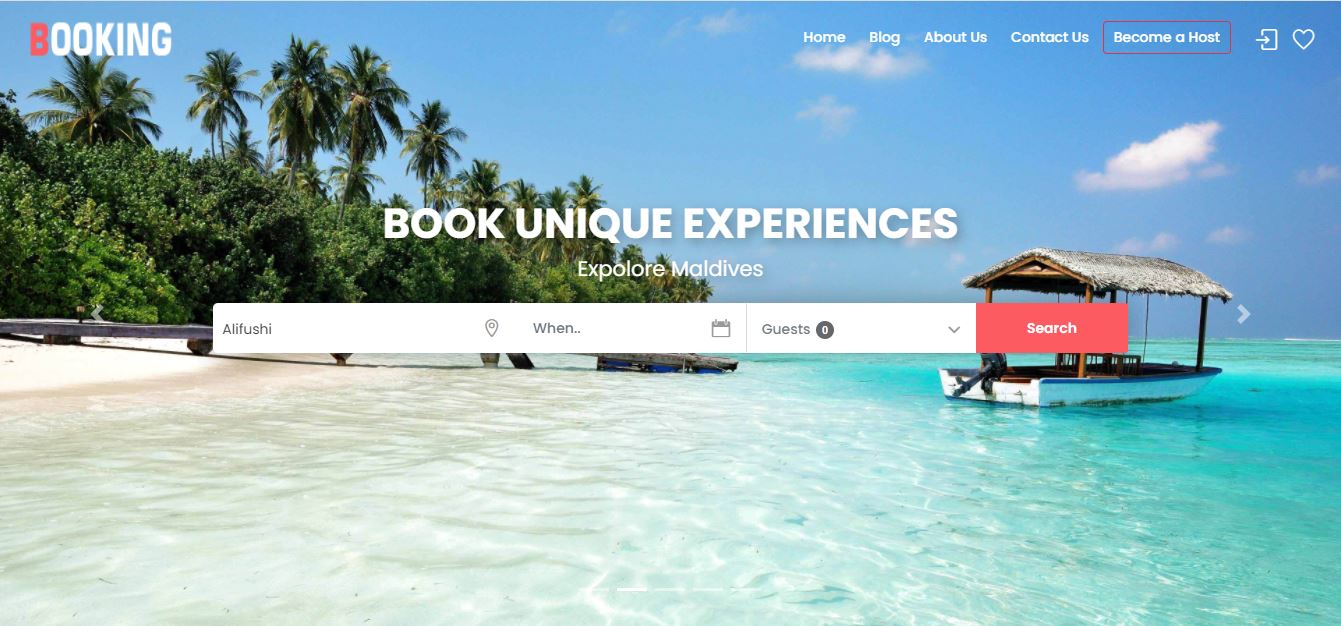 BOOKING
Home Blog About Us Contact Us Become a Host
BOOK UNIQUE EXPERIENCES
Expolore Maldives
Alifushi When.. Guests 0 Search